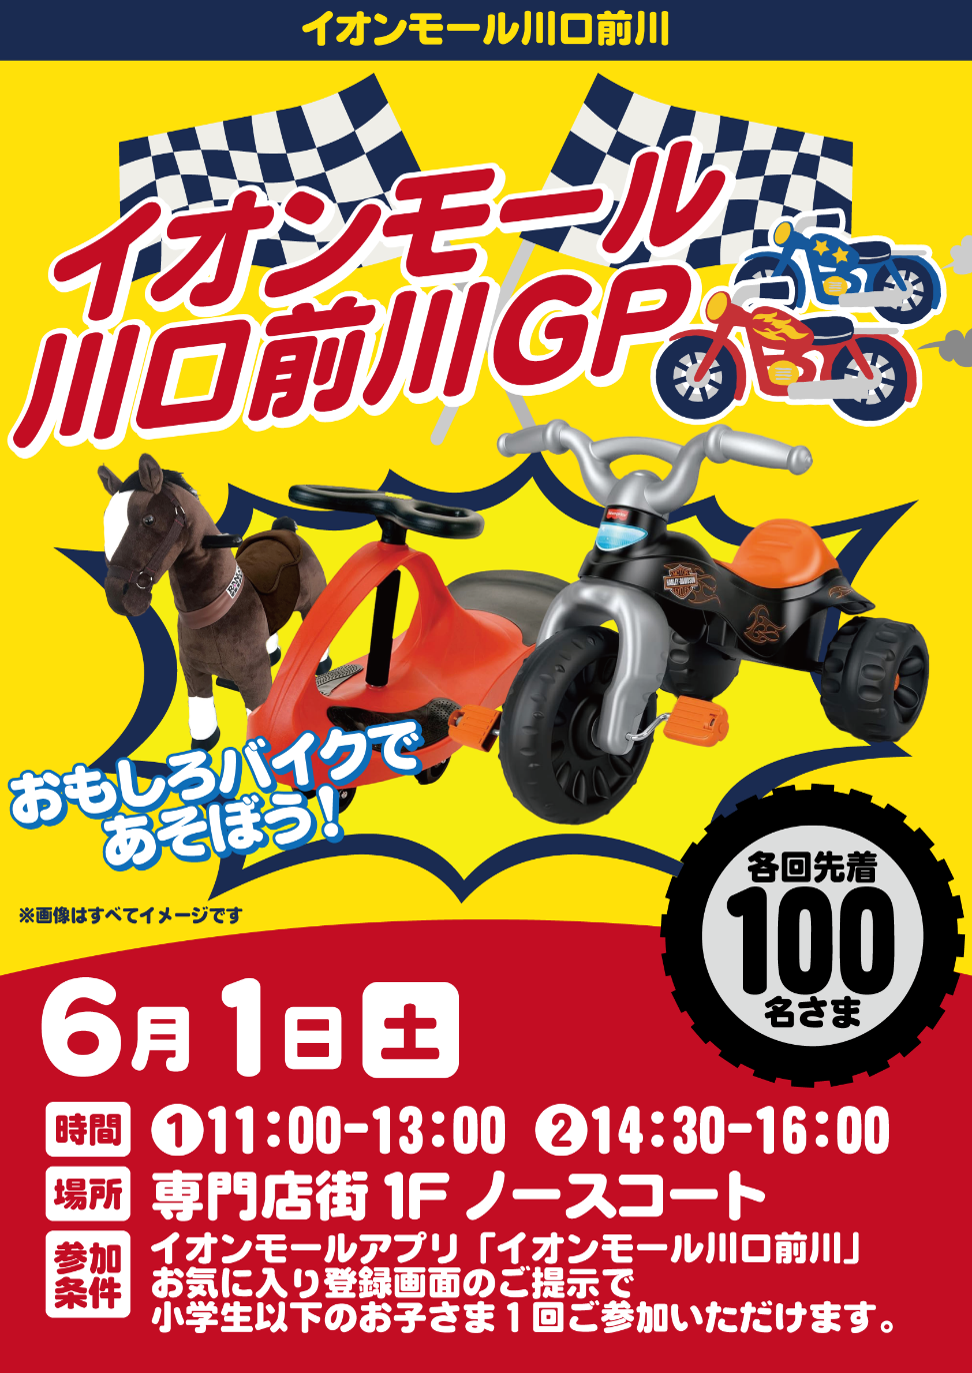 イオンモール川口前川
イオンモール
川口前川GP
おもしろバイクで
あそぼう!
※画像はすべてイメージです
各回先着
100
名さま
6月1日 土
時間 ❶11:00-13:00 ❷14:30-16:00
場所 専門店街 1F ノースコート
参加
条件
イオンモールアプリ「イオンモール川口前川」
お気に入り登録画面のご提示で
小学生以下のお子さま1回ご参加いただけます。